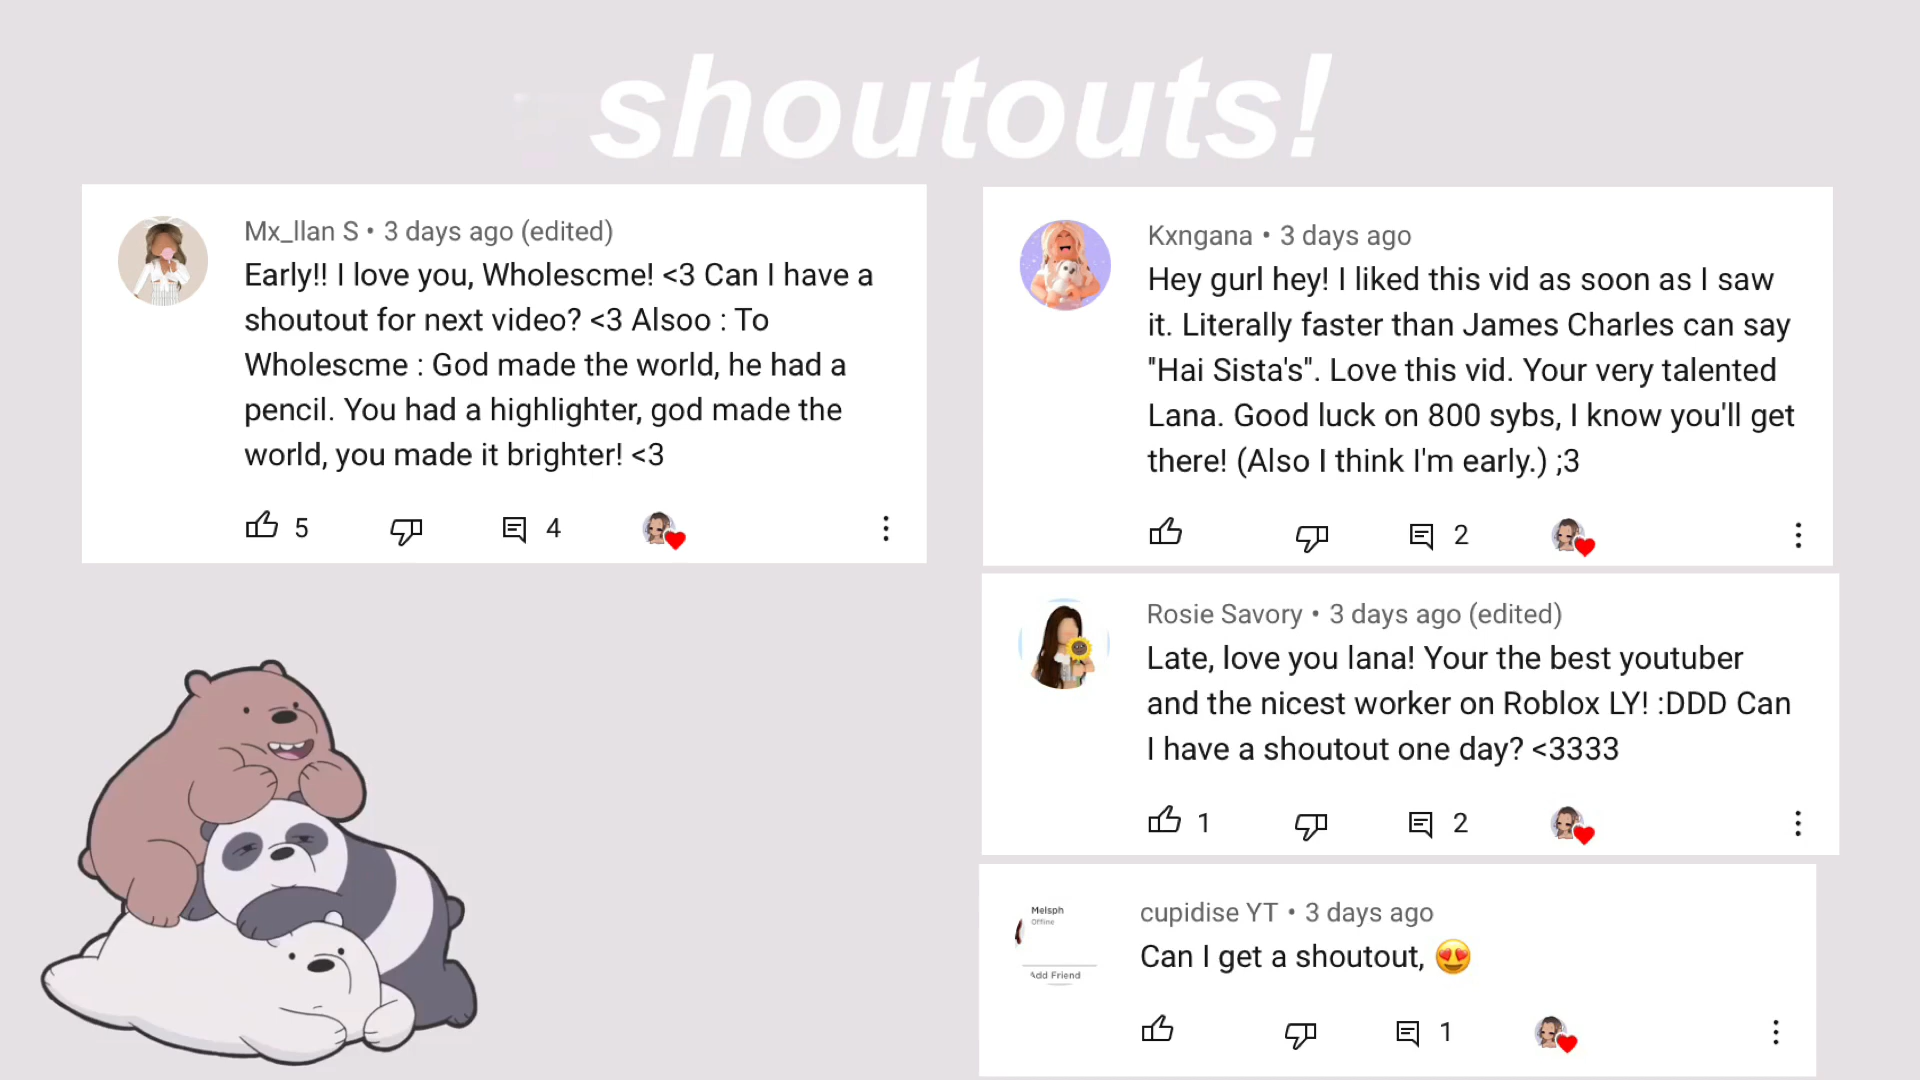 shoutouts!
Mx_llan S • 3 days ago (edited)
Early!! I love you, Wholescme! <3 Can I have a
shoutout for next video? <3 Alsoo : To
Wholescme : God made the world, he had a
pencil. You had a highlighter, god made the
world, you made it brighter! <3
5 4
Kxngana • 3 days ago
Hey gurl hey! I liked this vid as soon as I saw
it. Literally faster than James Charles can say
"Hai Sista's". Love this vid. Your very talented
Lana. Good luck on 800 sybs, I know you'll get
there! (Also I think I'm early.) ;3
2
Rosie Savory • 3 days ago (edited)
Late, love you lana! Your the best youtuber
and the nicest worker on Roblox LY! :DDD Can
I have a shoutout one day? <3333
1 2
Melsph
Offline
Add Friend
cupidise YT • 3 days ago
Can I get a shoutout, 😍
1